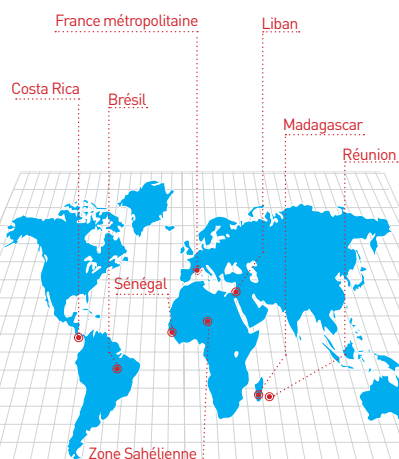 France métropolitaine
Liban
Costa Rica
Brésil
Madagascar
Réunion
Sénégal
Zone Sahélienne